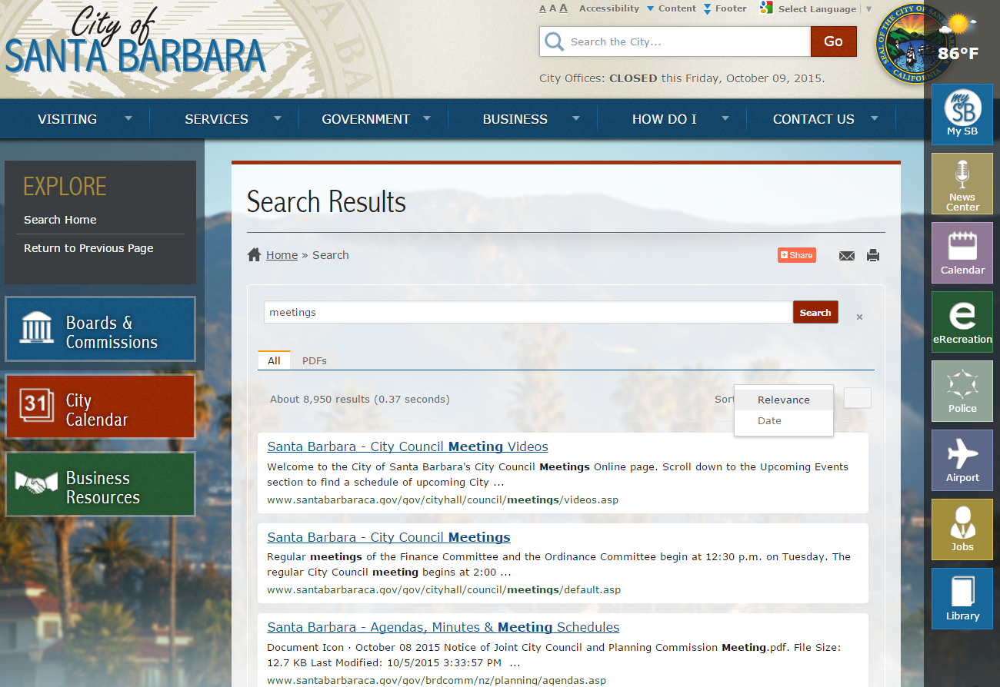 City of
SANTA BARBARA
A A A Accessibility Content Footer Select Language
Search the City...
Go
City Offices: CLOSED this Friday, October 09, 2015.
SEAL OF THE CITY OF SANTA BARBARA
CALIFORNIA
86°F
VISITING SERVICES GOVERNMENT BUSINESS HOW DO I CONTACT US
EXPLORE
Search Home
Return to Previous Page
Boards &
Commissions
31
City
Calendar
Business
Resources
Search Results
Home » Search
Share
meetings
Search
×
All PDFs
About 8,950 results (0.37 seconds)
Sort
Relevance
Date
Santa Barbara - City Council Meeting Videos
Welcome to the City of Santa Barbara's City Council Meetings Online page. Scroll down to the Upcoming Events
section to find a schedule of upcoming City ...
www.santabarbaraca.gov/gov/cityhall/council/meetings/videos.asp
Santa Barbara - City Council Meetings
Regular meetings of the Finance Committee and the Ordinance Committee begin at 12:30 p.m. on Tuesday. The
regular City Council meeting begins at 2:00 ...
www.santabarbaraca.gov/gov/cityhall/council/meetings/default.asp
Santa Barbara - Agendas, Minutes & Meeting Schedules
Document Icon · October 08 2015 Notice of Joint City Council and Planning Commission Meeting.pdf. File Size:
12.7 KB Last Modified: 10/5/2015 3:33:57 PM ...
www.santabarbaraca.gov/gov/brdcomm/nz/planning/agendas.asp
my
SB
My SB
News
Center
Calendar
e
eRecreation
Police
Airport
Jobs
Library